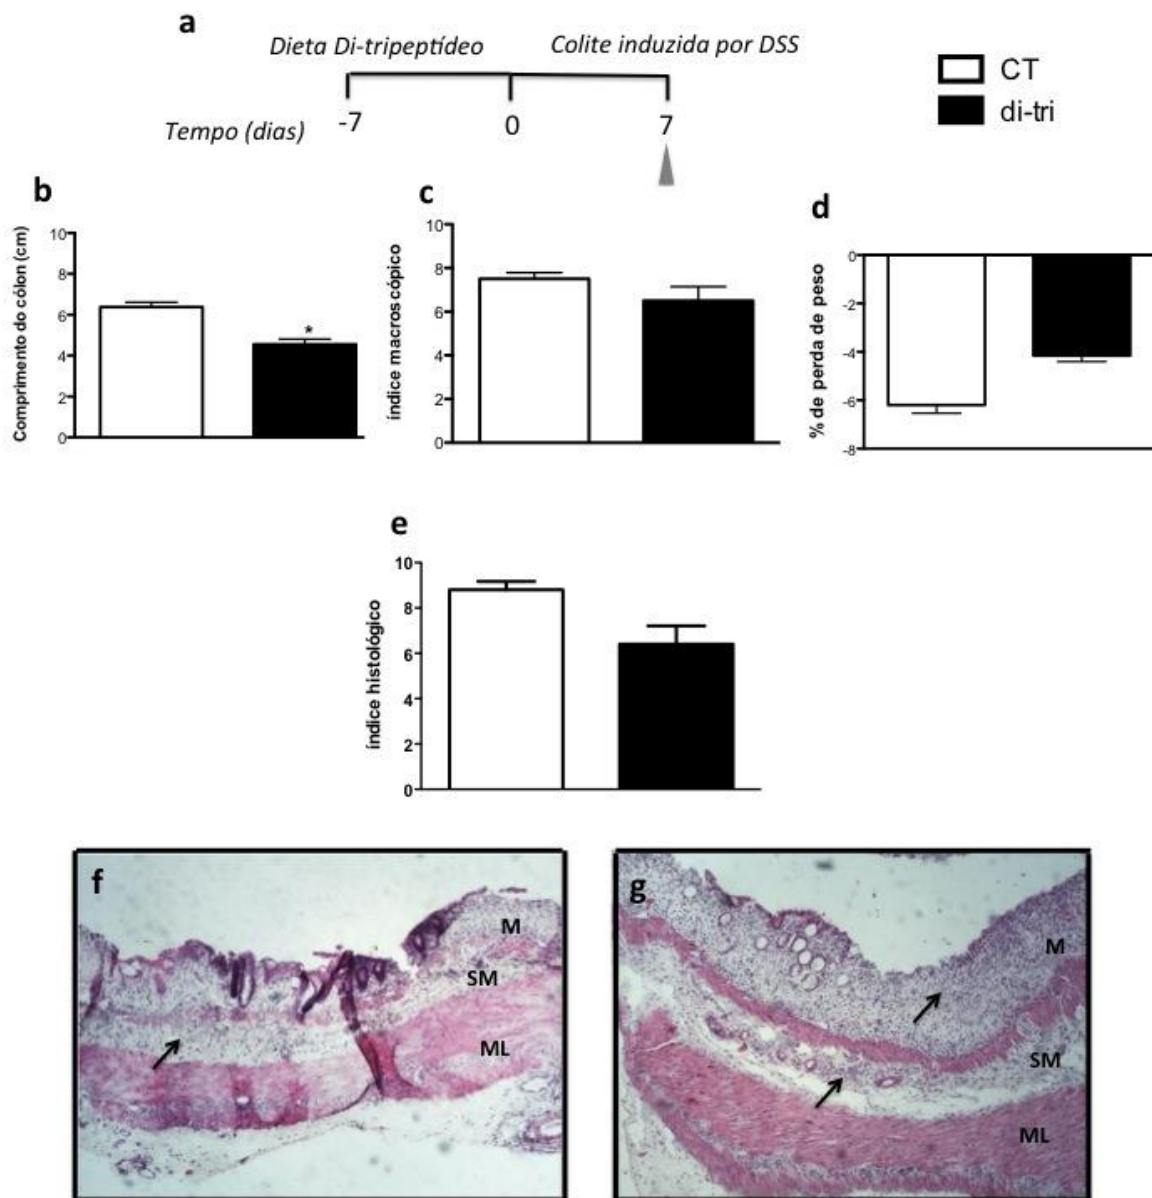 a
Dieta Di-tripeptídeo
Colite induzida por DSS
Tempo (dias)
-7
0
7
CT
di-tri
b
Comprimento do cólon (cm)
10
8
6
4
2
0
*
c
índice macroscópico
10
8
6
4
2
0
d
% de perda de peso
0
-2
-4
-6
-8
e
índice histológico
10
8
6
4
2
0
f
M
SM
ML
g
M
SM
ML